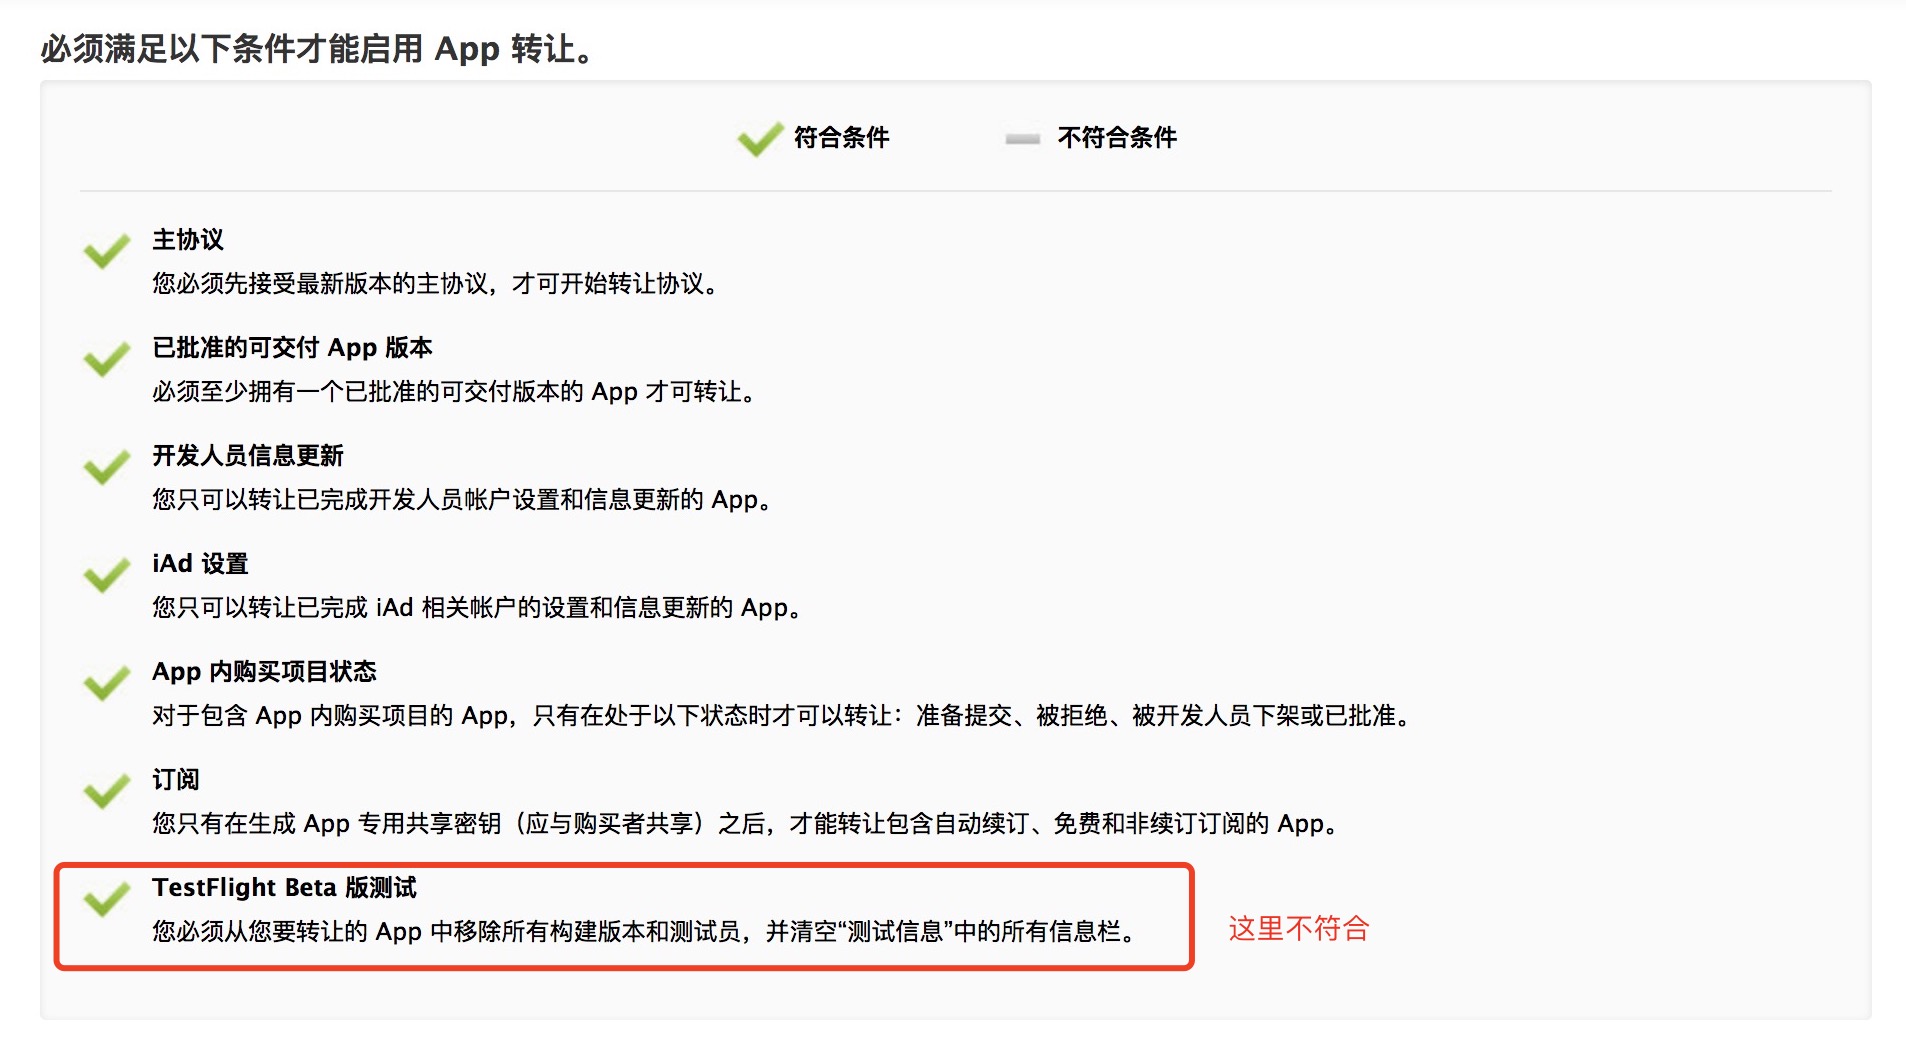 必须满足以下条件才能启用 App 转让。
符合条件
不符合条件
主协议
您必须先接受最新版本的主协议，才可开始转让协议。
已批准的可交付 App 版本
必须至少拥有一个已批准的可交付版本的 App 才可转让。
开发人员信息更新
您只可以转让已完成开发人员帐户设置和信息更新的 App。
iAd 设置
您只可以转让已完成 iAd 相关帐户的设置和信息更新的 App。
App 内购买项目状态
对于包含 App 内购买项目的 App，只有在处于以下状态时才可以转让：准备提交、被拒绝、被开发人员下架或已批准。
订阅
您只有在生成 App 专用共享密钥（应与购买者共享）之后，才能转让包含自动续订、免费和非续订订阅的 App。
TestFlight Beta 版测试
您必须从您要转让的 App 中移除所有构建版本和测试员，并清空“测试信息”中的所有信息栏。
这里不符合